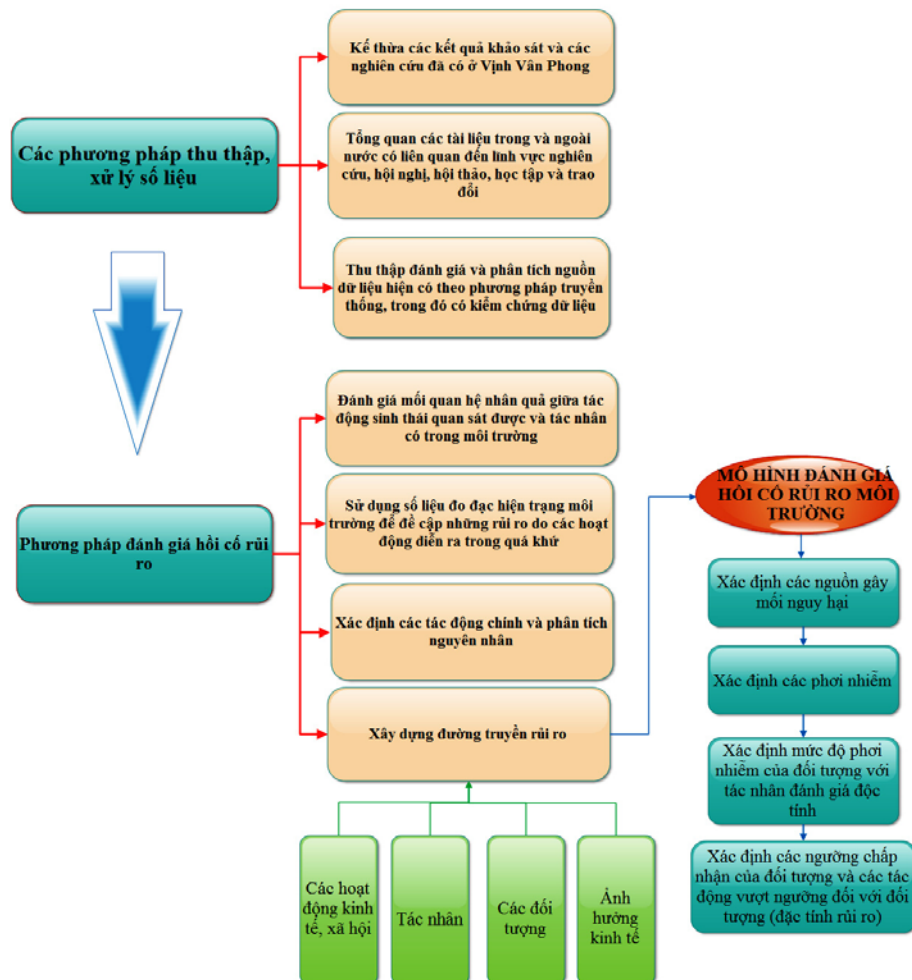 Kế thừa các kết quả khảo sát và các
nghiên cứu đã có ở Vịnh Vân Phong
Các phương pháp thu thập,
xử lý số liệu
Tổng quan các tài liệu trong và ngoài
nước có liên quan đến lĩnh vực nghiên
cứu, hội nghị, hội thảo, học tập và trao
đổi
Thu thập đánh giá và phân tích nguồn
dữ liệu hiện có theo phương pháp truyền
thống, trong đó có kiểm chứng dữ liệu
Đánh giá mối quan hệ nhân quả giữa tác
động sinh thái quan sát được và tác nhân
có trong môi trường
Phương pháp đánh giá hồi cố rủi
ro
Sử dụng số liệu đo đạc hiện trạng môi
trường để đề cập những rủi ro do các hoạt
động diễn ra trong quá khứ
Xác định các tác động chính và phân tích
nguyên nhân
Xây dựng đường truyền rủi ro
Các hoạt
động kinh
tế, xã hội
Tác nhân
Các đối
tượng
Ảnh
hưởng
kinh tế
MÔ HÌNH ĐÁNH GIÁ
HỒI CỐ RỦI RO MÔI
TRƯỜNG
Xác định các nguồn gây
mối nguy hại
Xác định các phơi nhiễm
Xác định mức độ phơi
nhiễm của đối tượng với
tác nhân đánh giá độc
tính
Xác định các ngưỡng chấp
nhận của đối tượng và các tác
động vượt ngưỡng đối với đối
tượng (đặc tính rủi ro)